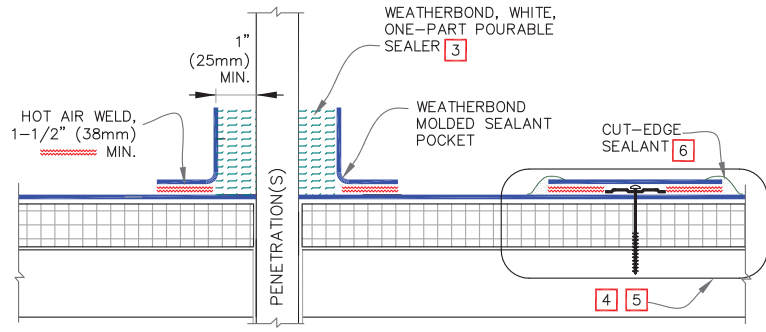 WEATHERBOND, WHITE,
ONE-PART POURABLE
SEALER 3
1"
(25mm)
MIN.
HOT AIR WELD,
1-1/2" (38mm)
MIN.
WEATHERBOND
MOLDED SEALANT
POCKET
CUT-EDGE
SEALANT 6
PENETRATION(S)
4 5